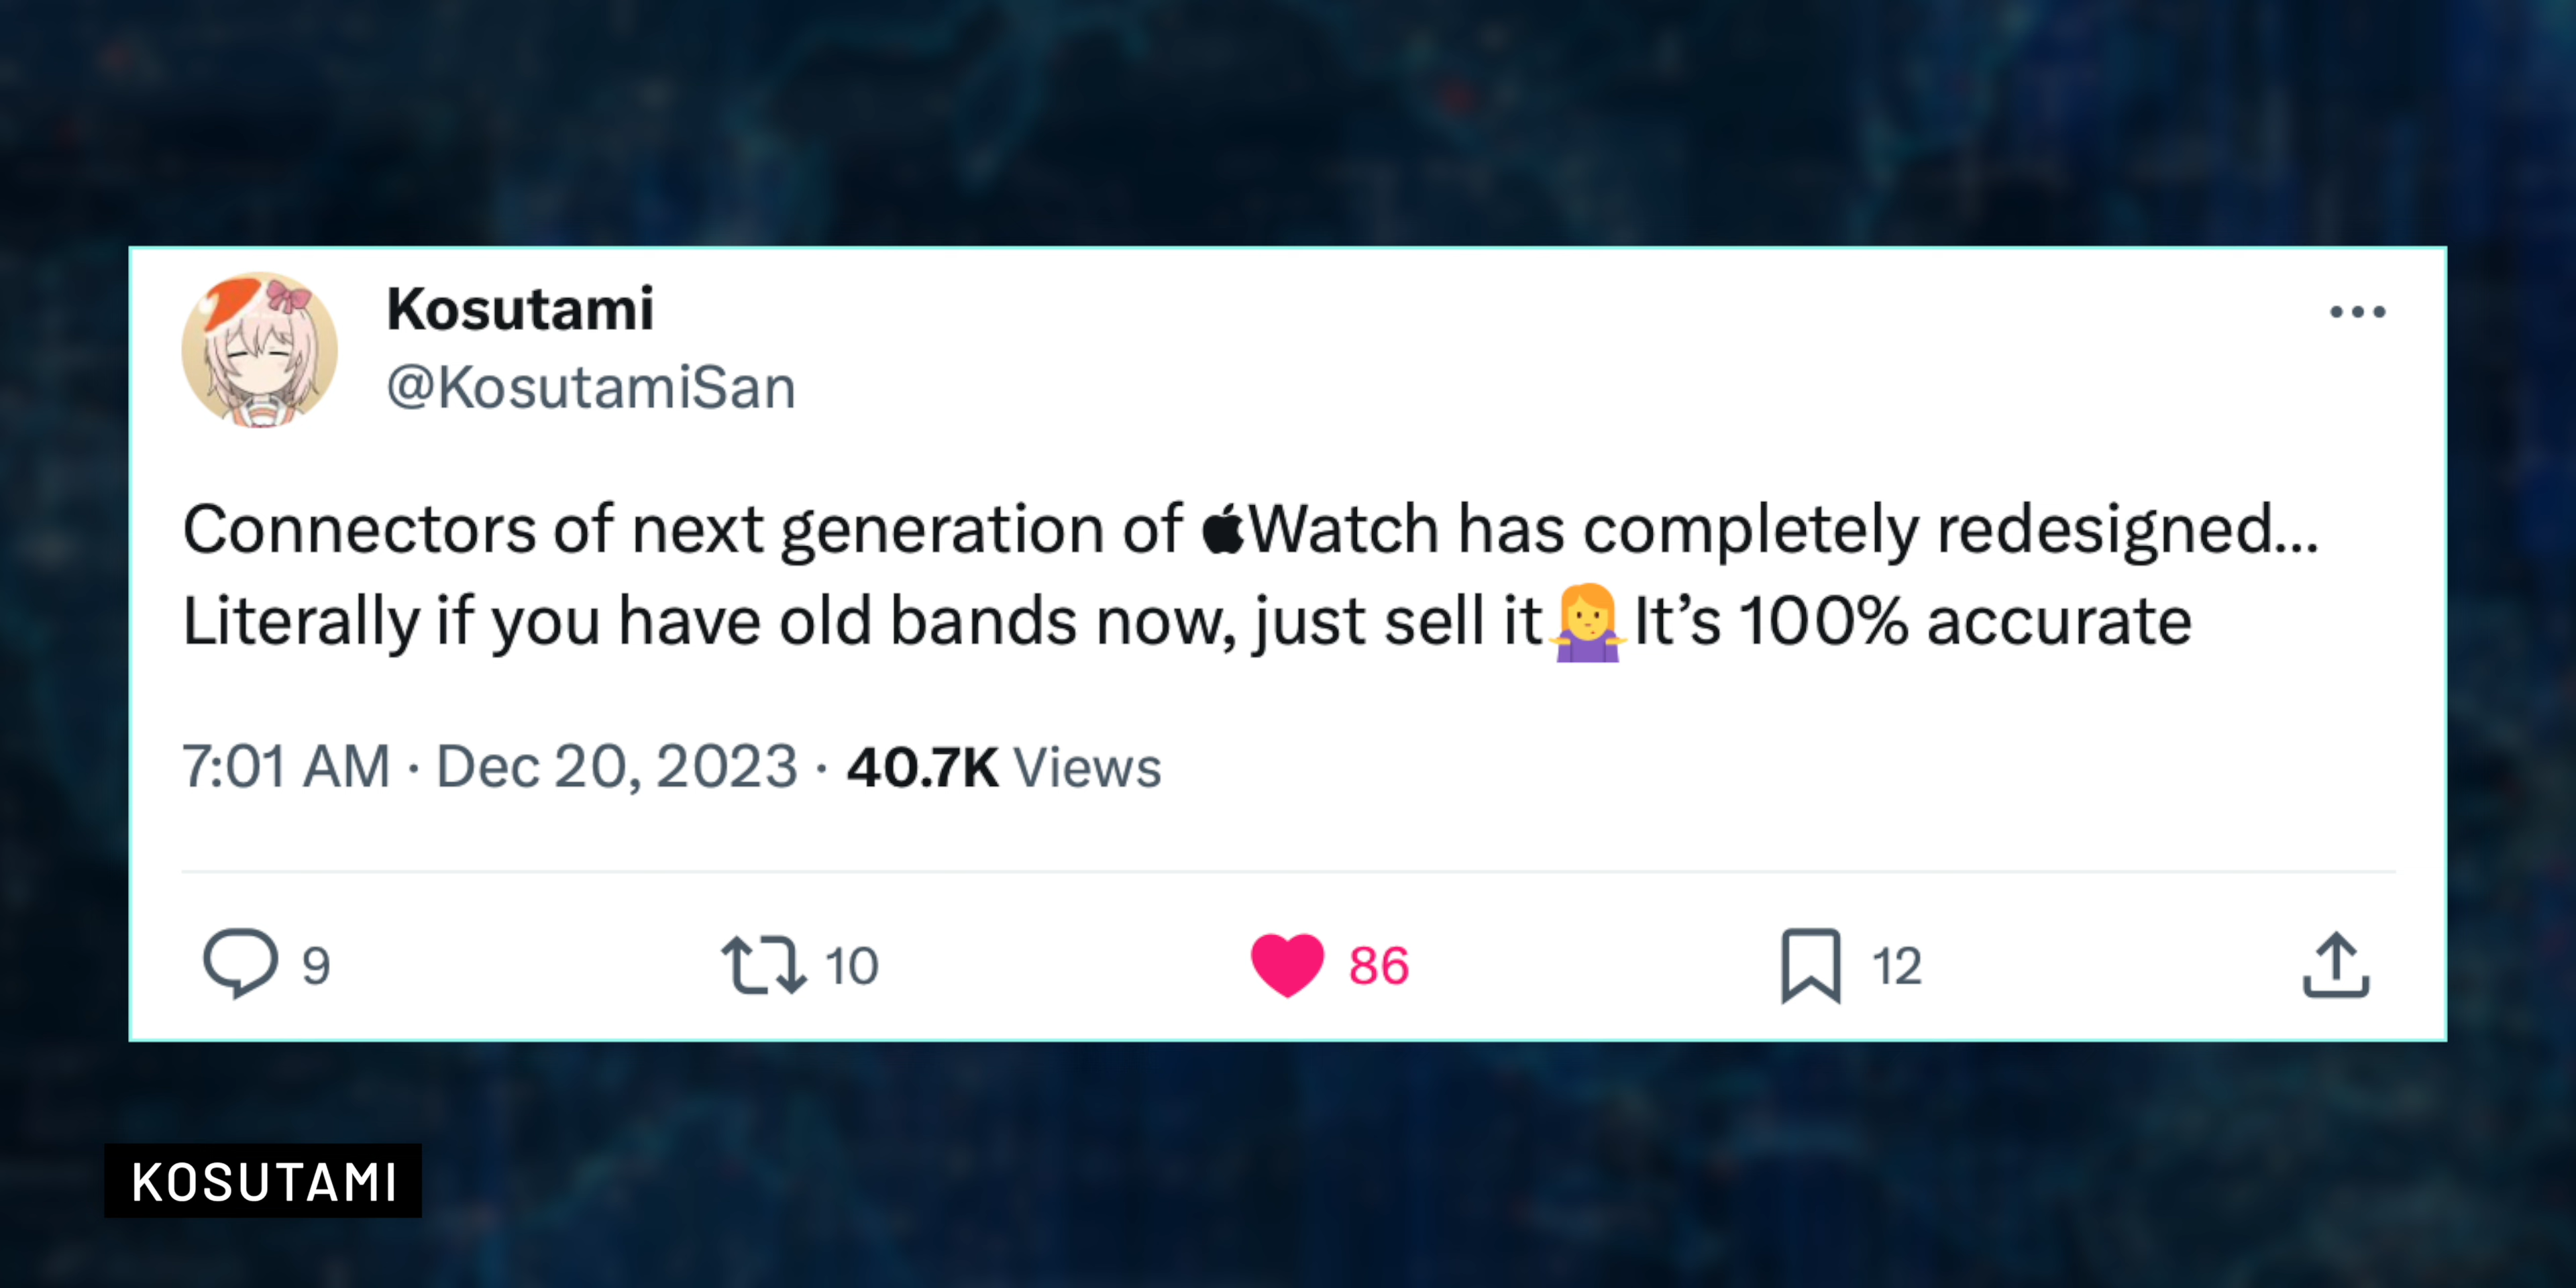 Kosutami
@KosutamiSan
Connectors of next generation of Watch has completely redesigned...
Literally if you have old bands now, just sell it🤷‍♀️It’s 100% accurate
7:01 AM · Dec 20, 2023 · 40.7K Views
9 10 86 12
KOSUTAMI